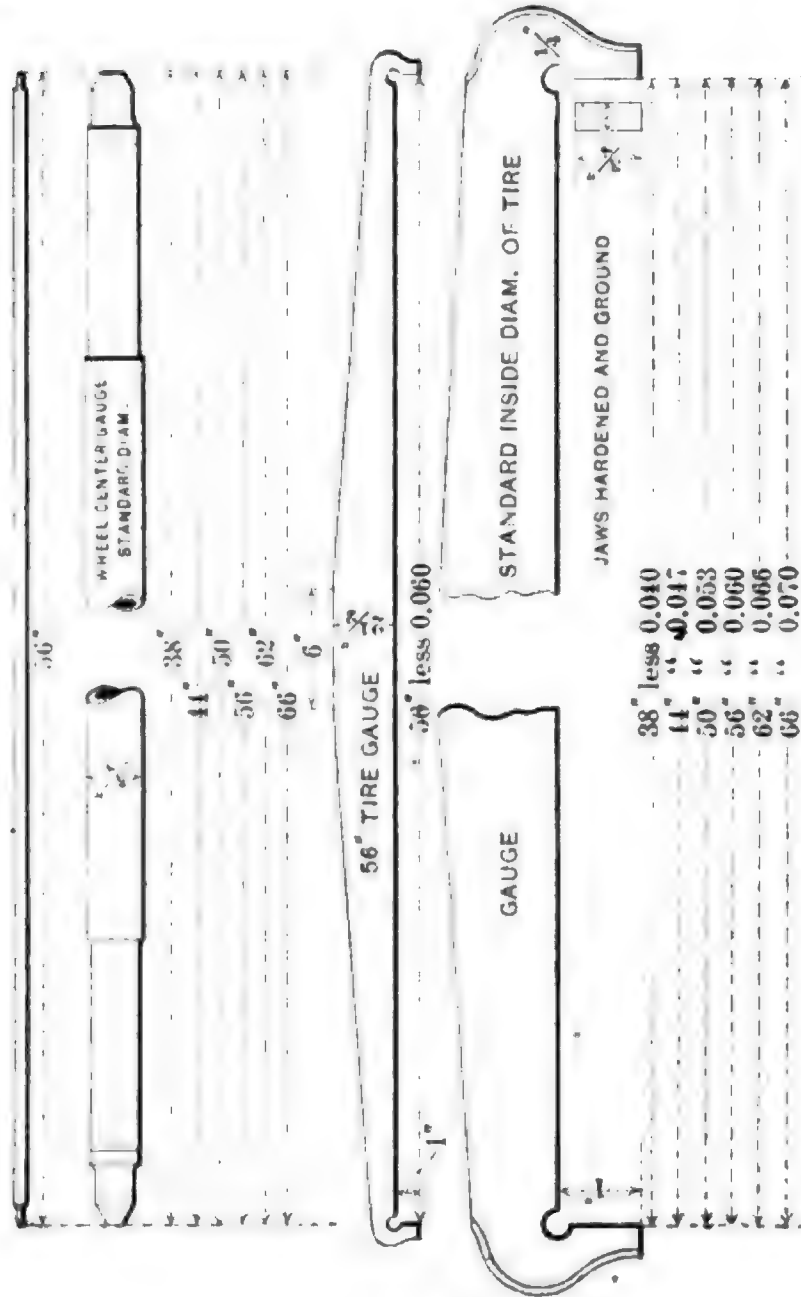 56"
WHEEL CENTER GAUGE
STANDARD DIAM.
38"
44"
50"
56"
62"
66"
6"
56" TIRE GAUGE
1"
56" less 0.060
GAUGE
STANDARD INSIDE DIAM. OF TIRE
JAWS HARDENED AND GROUND
38" less 0.040
44" " 0.047
50" " 0.053
56" " 0.060
62" " 0.066
66" " 0.070